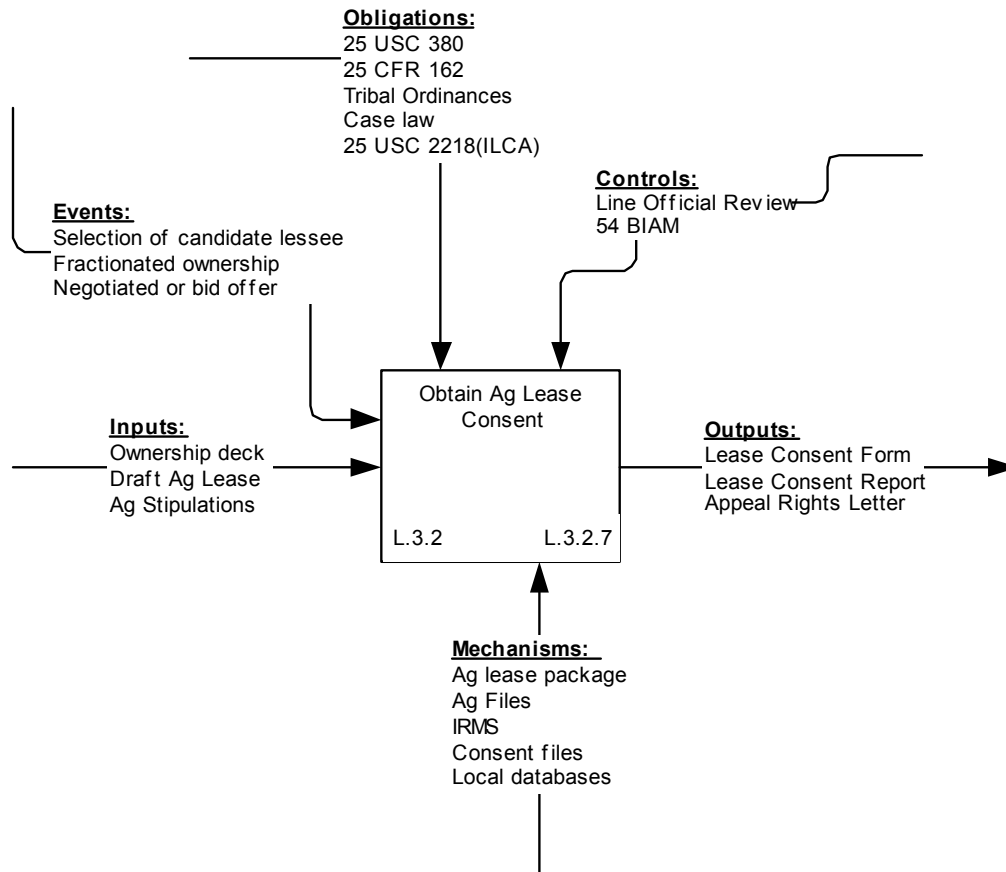 Obligations:
25 USC 380
25 CFR 162
Tribal Ordinances
Case law
25 USC 2218(ILCA)
Controls:
Line Official Review
54 BIAM
Events:
Selection of candidate lessee
Fractionated ownership
Negotiated or bid offer
Obtain Ag Lease
Consent
L.3.2
L.3.2.7
Inputs:
Ownership deck
Draft Ag Lease
Ag Stipulations
Outputs:
Lease Consent Form
Lease Consent Report
Appeal Rights Letter
Mechanisms:
Ag lease package
Ag Files
IRMS
Consent files
Local databases